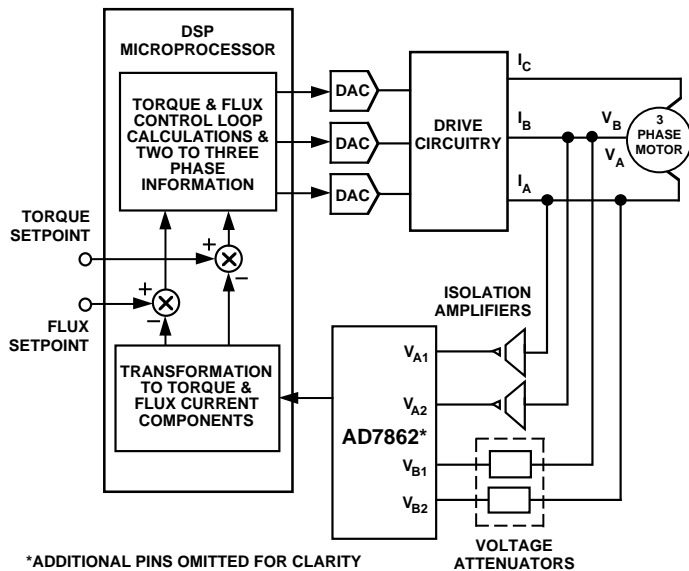 DSP
MICROPROCESSOR
TORQUE & FLUX
CONTROL LOOP
CALCULATIONS &
TWO TO THREE
PHASE
INFORMATION
DAC
DAC
DAC
DRIVE
CIRCUITRY
I_C
I_B
I_A
V_B
V_A
3
PHASE
MOTOR
TORQUE
SETPOINT
+
–
FLUX
SETPOINT
+
–
TRANSFORMATION
TO TORQUE &
FLUX CURRENT
COMPONENTS
ISOLATION
AMPLIFIERS
V_A1
V_A2
AD7862*
V_B1
V_B2
VOLTAGE
ATTENUATORS
*ADDITIONAL PINS OMITTED FOR CLARITY